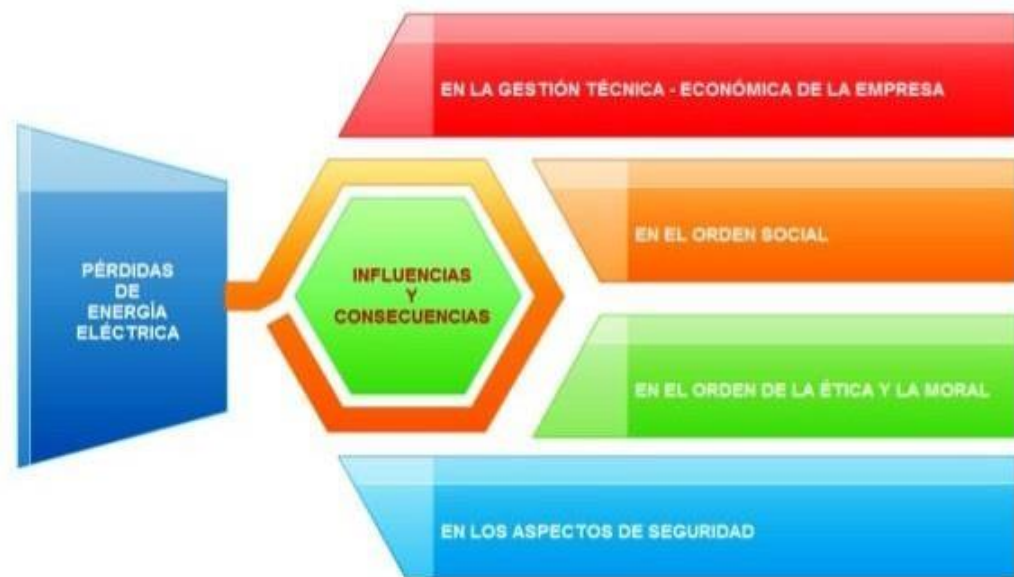 PÉRDIDAS
DE
ENERGÍA
ELÉCTRICA
INFLUENCIAS
Y
CONSECUENCIAS
EN LA GESTIÓN TÉCNICA - ECONÓMICA DE LA EMPRESA
EN EL ORDEN SOCIAL
EN EL ORDEN DE LA ÉTICA Y LA MORAL
EN LOS ASPECTOS DE SEGURIDAD